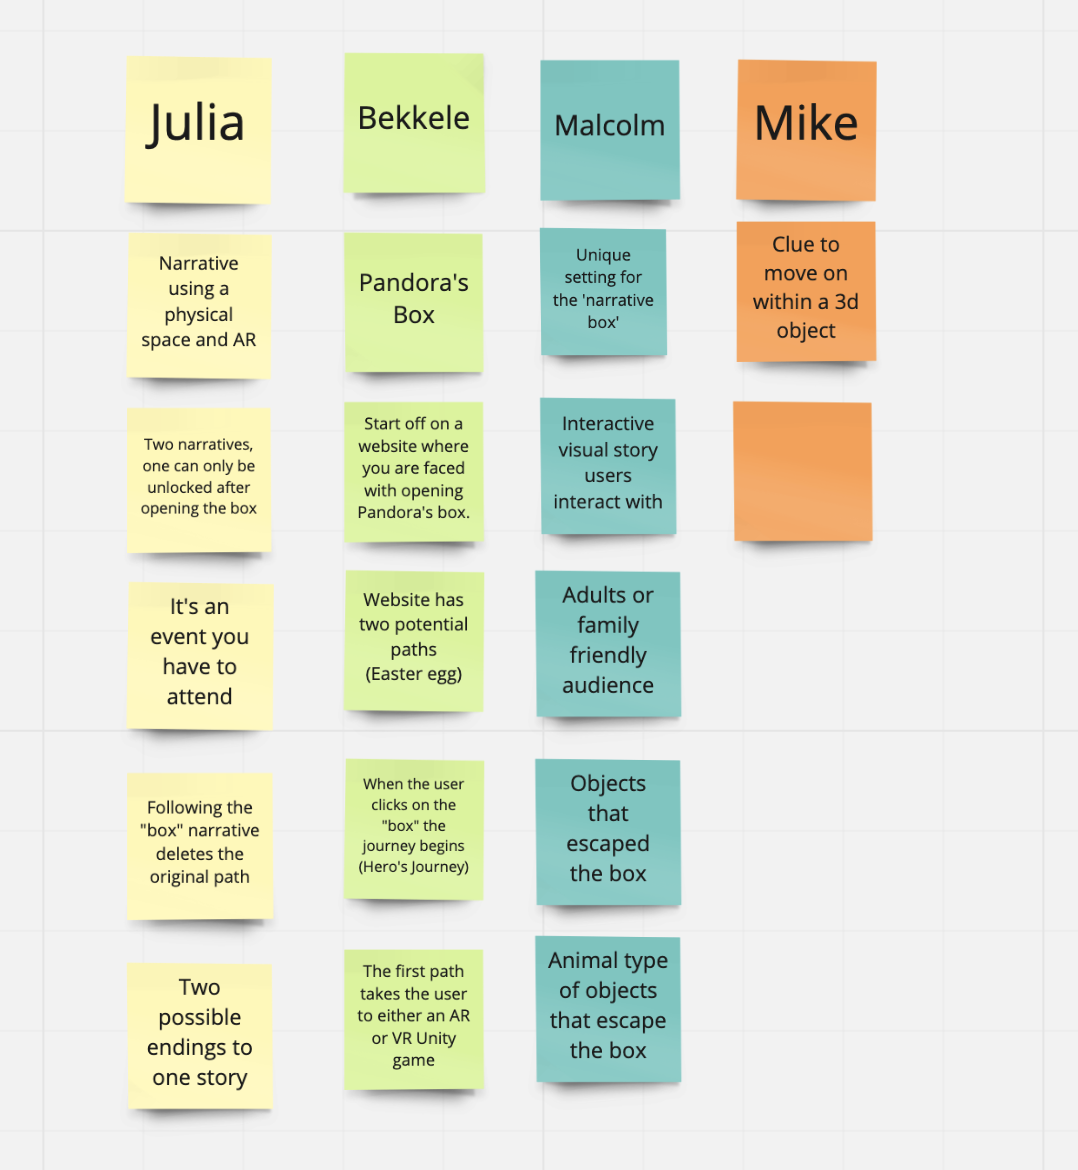 Julia
Bekkele
Malcolm
Mike
Narrative
using a
physical
space and AR
Pandora's
Box
Unique
setting for
the 'narrative
box'
Clue to
move on
within a 3d
object
Two narratives,
one can only be
unlocked after
opening the box
Start off on a
website where
you are faced
with opening
Pandora's box.
Interactive
visual story
users
interact with
It's an
event you
have to
attend
Website has
two potential
paths
(Easter egg)
Adults or
family
friendly
audience
Following the
"box" narrative
deletes the
original path
When the user
clicks on the
"box" the
journey begins
(Hero's Journey)
Objects
that
escaped
the box
Two
possible
endings to
one story
The first path
takes the user
to either an AR
or VR Unity
game
Animal type
of objects
that escape
the box